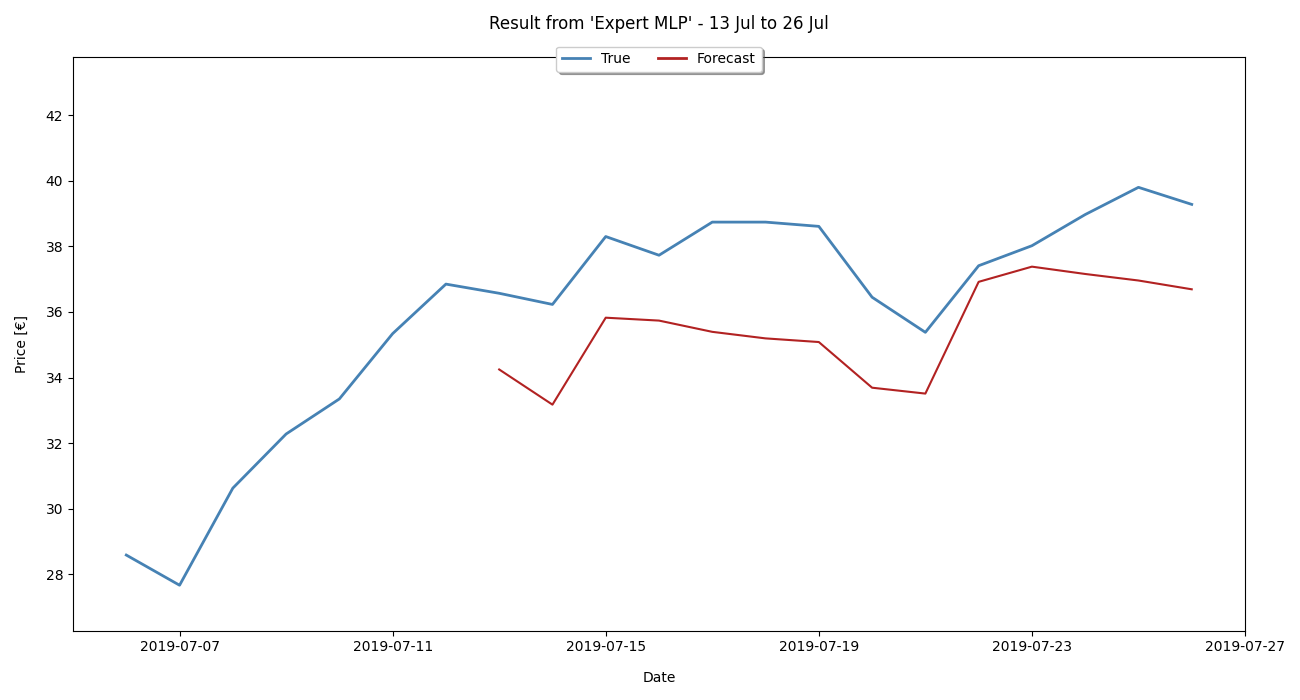 Result from 'Expert MLP' - 13 Jul to 26 Jul
True Forecast
42
40
38
36
34
32
30
28
Price [€]
2019-07-07 2019-07-11 2019-07-15 2019-07-19 2019-07-23 2019-07-27
Date